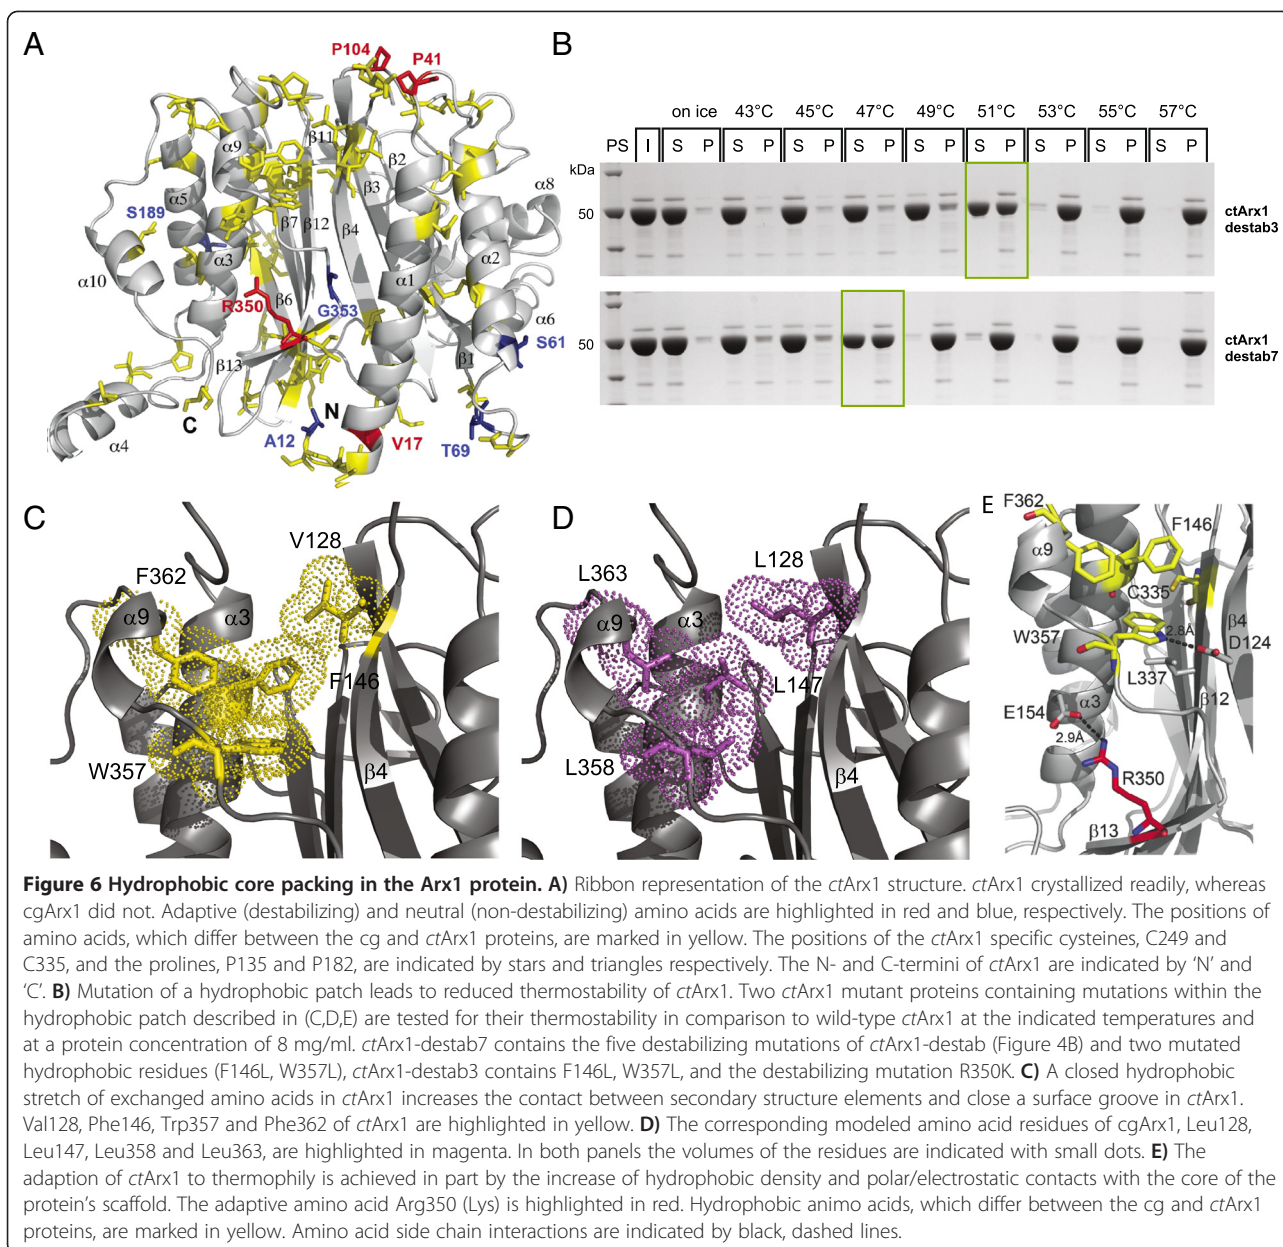 A
P104
P41
β11
α9
β2
β3
α8
α5
S189
β7
β12
β4
α3
α2
α10
α1
R350
β6
G353
α6
S61
β13
β1
N
C
A12
V17
T69
α4
B
on ice 43°C 45°C 47°C 49°C 51°C 53°C 55°C 57°C
PS I S P S P S P S P S P S P S P S P S P
kDa
50
ctArx1
destab3
50
ctArx1
destab7
C
V128
F362
α9
α3
F146
W357
β4
D
L363
L128
α9
α3
L147
L358
β4
E
F362
F146
α9
C335
β4
W357
2.8Å
D124
L337
α3
β12
E154
2.9Å
R350
β13
Figure 6 Hydrophobic core packing in the Arx1 protein. A) Ribbon representation of the ctArx1 structure. ctArx1 crystallized readily, whereas
cgArx1 did not. Adaptive (destabilizing) and neutral (non-destabilizing) amino acids are highlighted in red and blue, respectively. The positions of
amino acids, which differ between the cg and ctArx1 proteins, are marked in yellow. The positions of the ctArx1 specific cysteines, C249 and
C335, and the prolines, P135 and P182, are indicated by stars and triangles respectively. The N- and C-termini of ctArx1 are indicated by ‘N’ and
‘C’. B) Mutation of a hydrophobic patch leads to reduced thermostability of ctArx1. Two ctArx1 mutant proteins containing mutations within the
hydrophobic patch described in (C,D,E) are tested for their thermostability in comparison to wild-type ctArx1 at the indicated temperatures and
at a protein concentration of 8 mg/ml. ctArx1-destab7 contains the five destabilizing mutations of ctArx1-destab (Figure 4B) and two mutated
hydrophobic residues (F146L, W357L), ctArx1-destab3 contains F146L, W357L, and the destabilizing mutation R350K. C) A closed hydrophobic
stretch of exchanged amino acids in ctArx1 increases the contact between secondary structure elements and close a surface groove in ctArx1.
Val128, Phe146, Trp357 and Phe362 of ctArx1 are highlighted in yellow. D) The corresponding modeled amino acid residues of cgArx1, Leu128,
Leu147, Leu358 and Leu363, are highlighted in magenta. In both panels the volumes of the residues are indicated with small dots. E) The
adaption of ctArx1 to thermophily is achieved in part by the increase of hydrophobic density and polar/electrostatic contacts with the core of the
protein’s scaffold. The adaptive amino acid Arg350 (Lys) is highlighted in red. Hydrophobic animo acids, which differ between the cg and ctArx1
proteins, are marked in yellow. Amino acid side chain interactions are indicated by black, dashed lines.